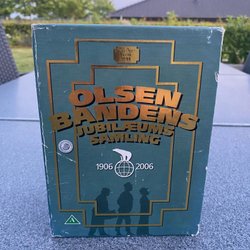 OLSEN
BANDENS
JUBILÆUMS
SAMLING
1906 2006